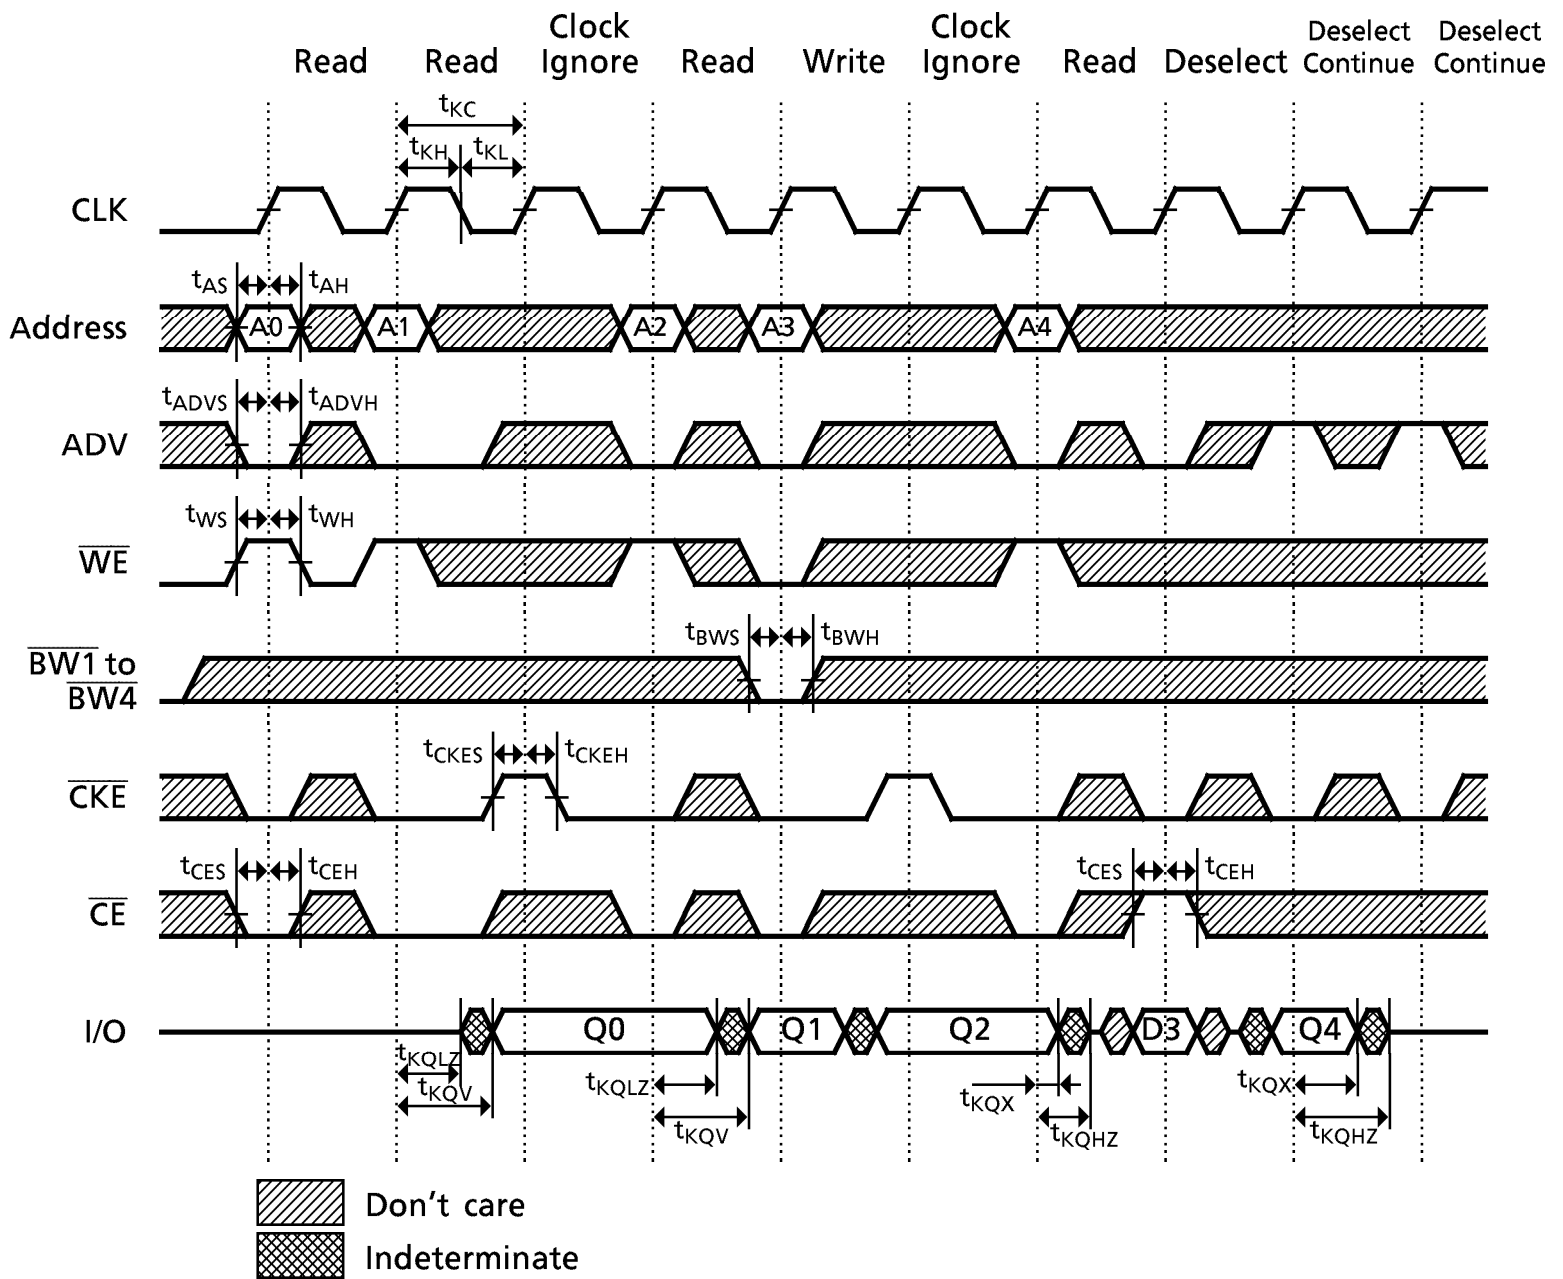 Read Read Clock Ignore Read Write Clock Ignore Read Deselect Deselect Continue Deselect Continue
tKC
tKH tKL
CLK
tAS tAH
Address A0 A1 A2 A3 A4
tADVS tADVH
ADV
tWS tWH
WE
tBWS tBWH
BW1 to
BW4
tCKES tCKEH
CKE
tCES tCEH tCES tCEH
CE
I/O Q0 Q1 Q2 D3 Q4
tKQLZ tKQLZ tKQX tKQX
tKQV tKQV tKQHZ tKQHZ
Don't care
Indeterminate